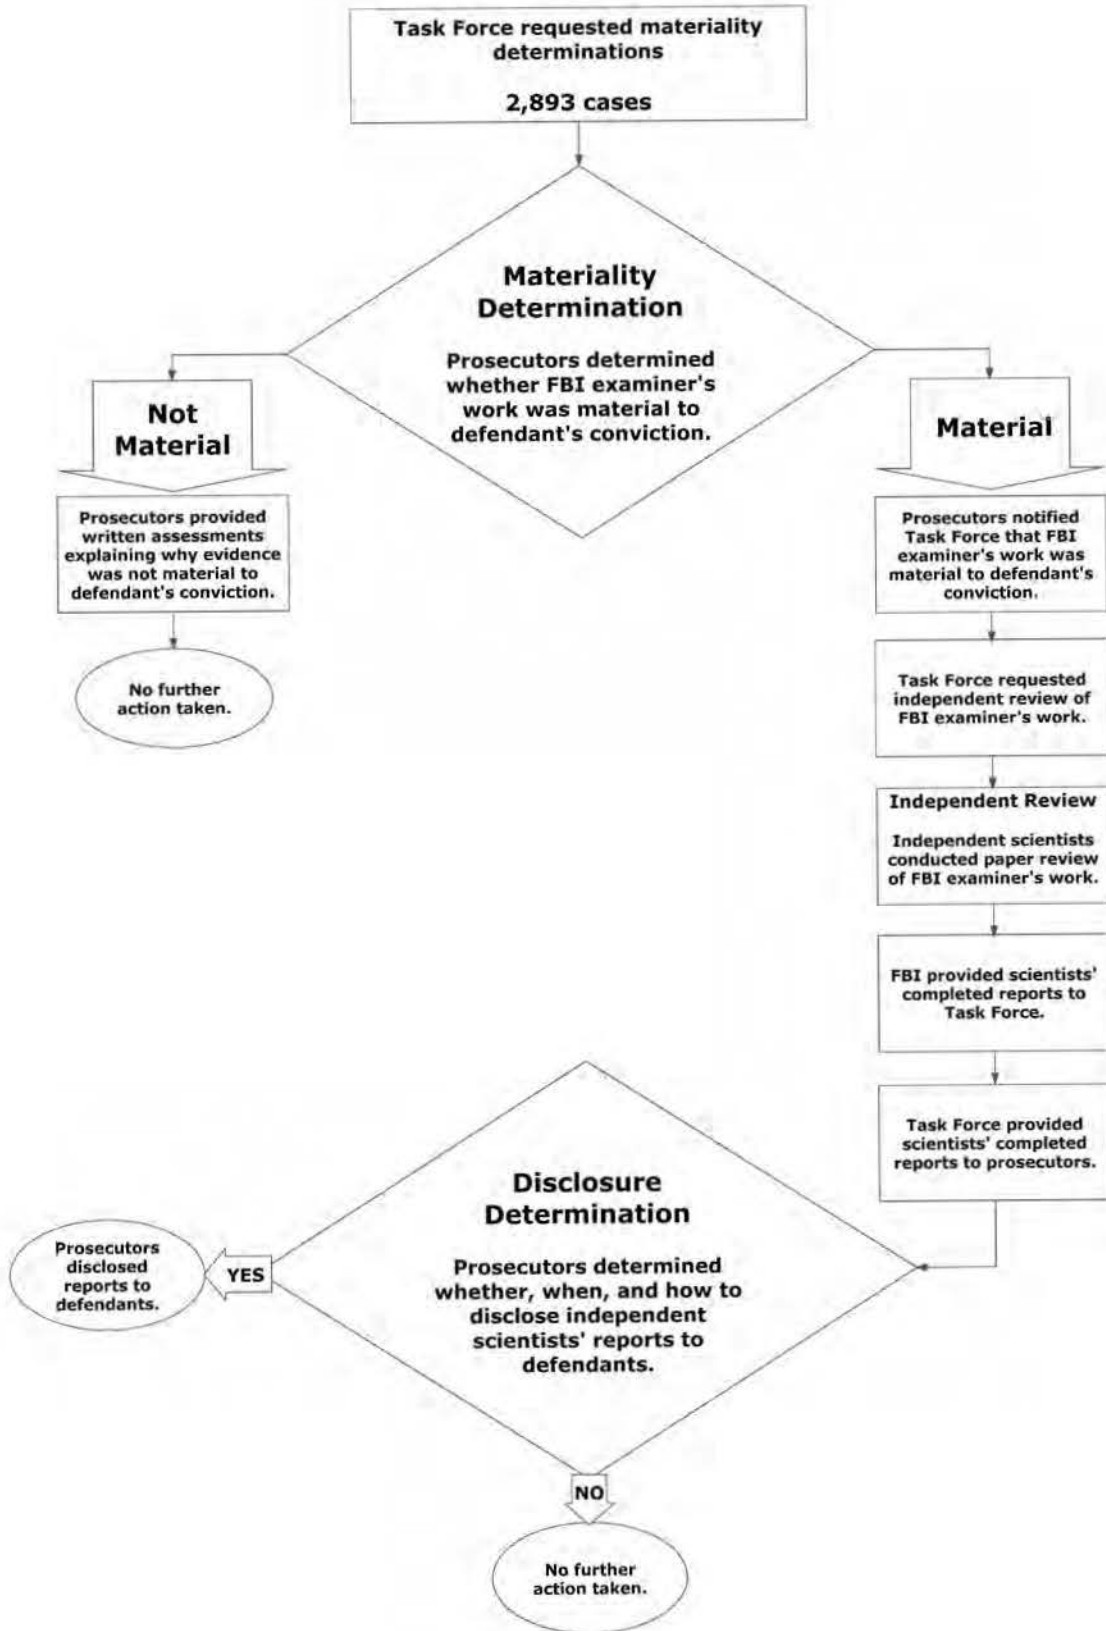 Task Force requested materiality
determinations
2,893 cases
Materiality
Determination
Prosecutors determined
whether FBI examiner's
work was material to
defendant's conviction.
Not
Material
Prosecutors provided
written assessments
explaining why evidence
was not material to
defendant's conviction.
No further
action taken.
Material
Prosecutors notified
Task Force that FBI
examiner's work was
material to defendant's
conviction.
Task Force requested
independent review of
FBI examiner's work.
Independent Review
Independent scientists
conducted paper review
of FBI examiner's work.
FBI provided scientists'
completed reports to
Task Force.
Task Force provided
scientists' completed
reports to prosecutors.
Disclosure
Determination
Prosecutors determined
whether, when, and how to
disclose independent
scientists' reports to
defendants.
YES
Prosecutors
disclosed
reports to
defendants.
NO
No further
action taken.